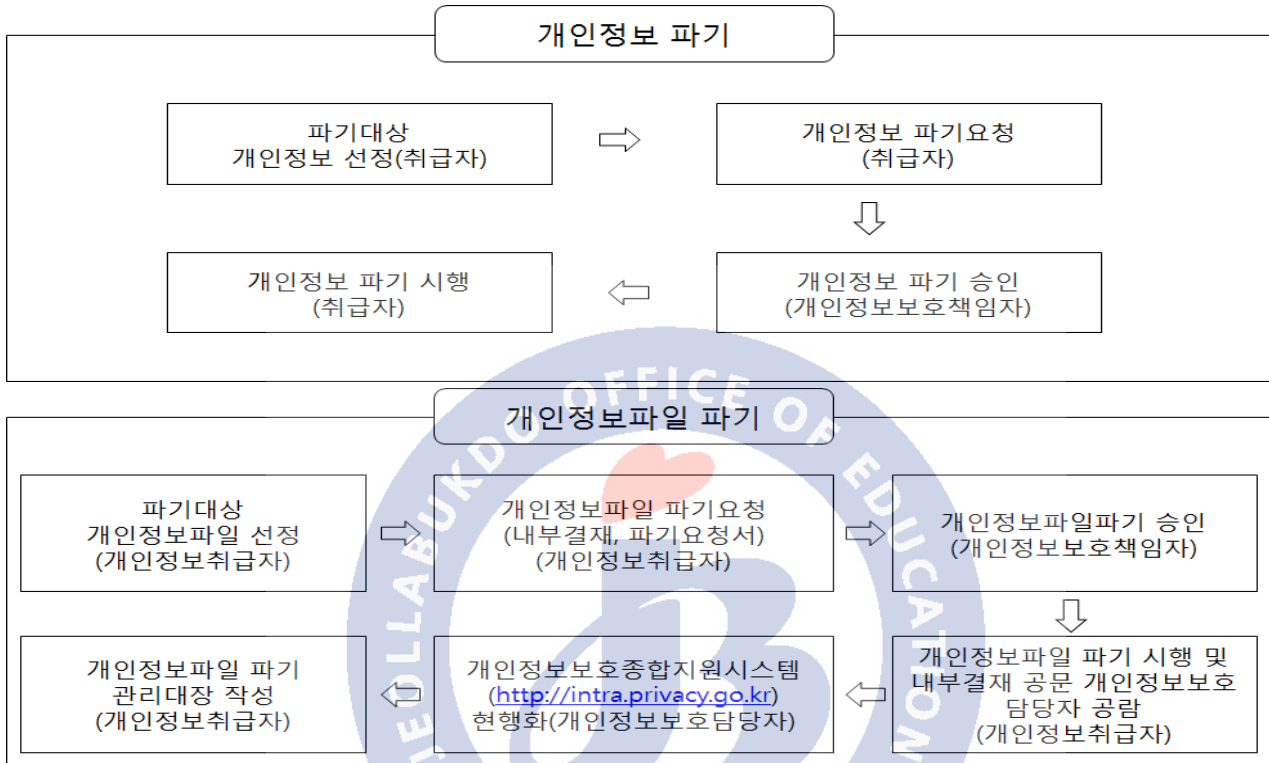 개인정보 파기
파기대상
개인정보 선정(취급자)
개인정보 파기요청
(취급자)
개인정보 파기 승인
(개인정보보호책임자)
개인정보 파기 시행
(취급자)
개인정보파일 파기
파기대상
개인정보파일 선정
(개인정보취급자)
개인정보파일 파기요청
(내부결재, 파기요청서)
(개인정보취급자)
개인정보파일파기 승인
(개인정보보호책임자)
개인정보파일 파기 시행 및
내부결재 공문 개인정보보호
담당자 공람
(개인정보취급자)
개인정보보호종합지원시스템
(http://intra.privacy.go.kr)
현행화(개인정보보호담당자)
개인정보파일 파기
관리대장 작성
(개인정보취급자)
JEOLLABUKDO OFFICE OF EDUCATION